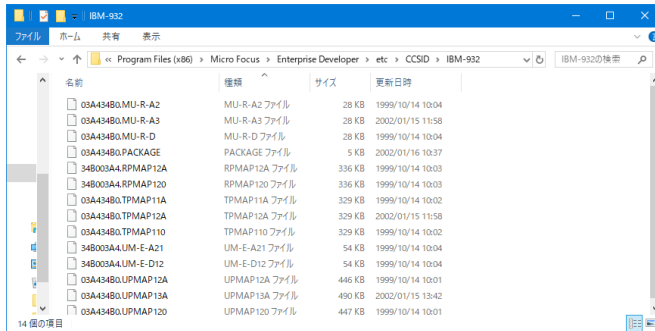 IBM-932
ファイル ホーム 共有 表示
« Program Files (x86) › Micro Focus › Enterprise Developer › etc › CCSID › IBM-932 IBM-932の検索
名前 種類 サイズ 更新日時
03A434B0.MU-R-A2 MU-R-A2 ファイル 28 KB 1999/10/14 10:04
03A434B0.MU-R-A3 MU-R-A3 ファイル 28 KB 2002/01/15 11:58
03A434B0.MU-R-D MU-R-D ファイル 28 KB 1999/10/14 10:04
03A434B0.PACKAGE PACKAGE ファイル 5 KB 2002/01/16 10:37
34B003A4.RPMAP12A RPMAP12A ファイル 336 KB 1999/10/14 10:03
34B003A4.RPMAP120 RPMAP120 ファイル 336 KB 1999/10/14 10:03
03A434B0.TPMAP11A TPMAP11A ファイル 329 KB 1999/10/14 10:02
03A434B0.TPMAP12A TPMAP12A ファイル 329 KB 2002/01/15 11:58
03A434B0.TPMAP110 TPMAP110 ファイル 329 KB 1999/10/14 10:02
34B003A4.UM-E-A21 UM-E-A21 ファイル 54 KB 1999/10/14 10:04
34B003A4.UM-E-D12 UM-E-D12 ファイル 54 KB 1999/10/14 10:04
03A434B0.UPMAP12A UPMAP12A ファイル 446 KB 1999/10/14 10:01
03A434B0.UPMAP13A UPMAP13A ファイル 490 KB 2002/01/15 13:42
03A434B0.UPMAP120 UPMAP120 ファイル 447 KB 1999/10/14 10:01
14 個の項目